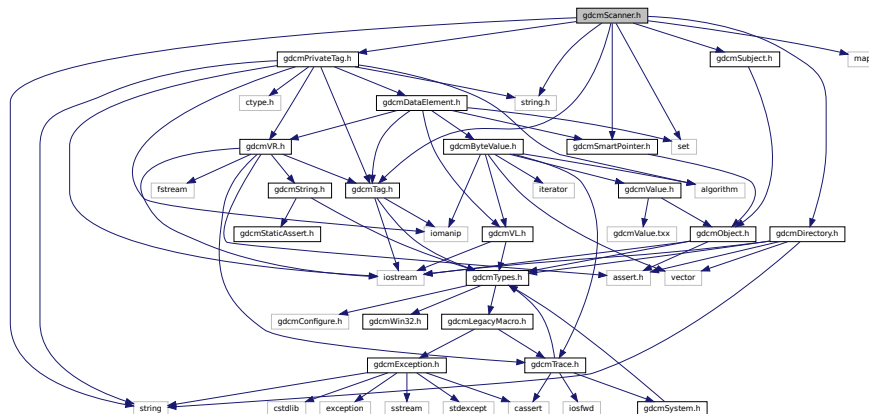 gdcmScanner.h
gdcmPrivateTag.h
gdcmSubject.h
map
ctype.h
gdcmDataElement.h
string.h
gdcmVR.h
gdcmByteValue.h
gdcmSmartPointer.h
set
fstream
gdcmString.h
gdcmTag.h
iterator
gdcmValue.h
algorithm
gdcmStaticAssert.h
iomanip
gdcmVL.h
gdcmValue.txx
gdcmObject.h
gdcmDirectory.h
iostream
gdcmTypes.h
assert.h
vector
gdcmConfigure.h
gdcmWin32.h
gdcmLegacyMacro.h
gdcmException.h
gdcmTrace.h
string
cstdlib
exception
sstream
stdexcept
cassert
iosfwd
gdcmSystem.h